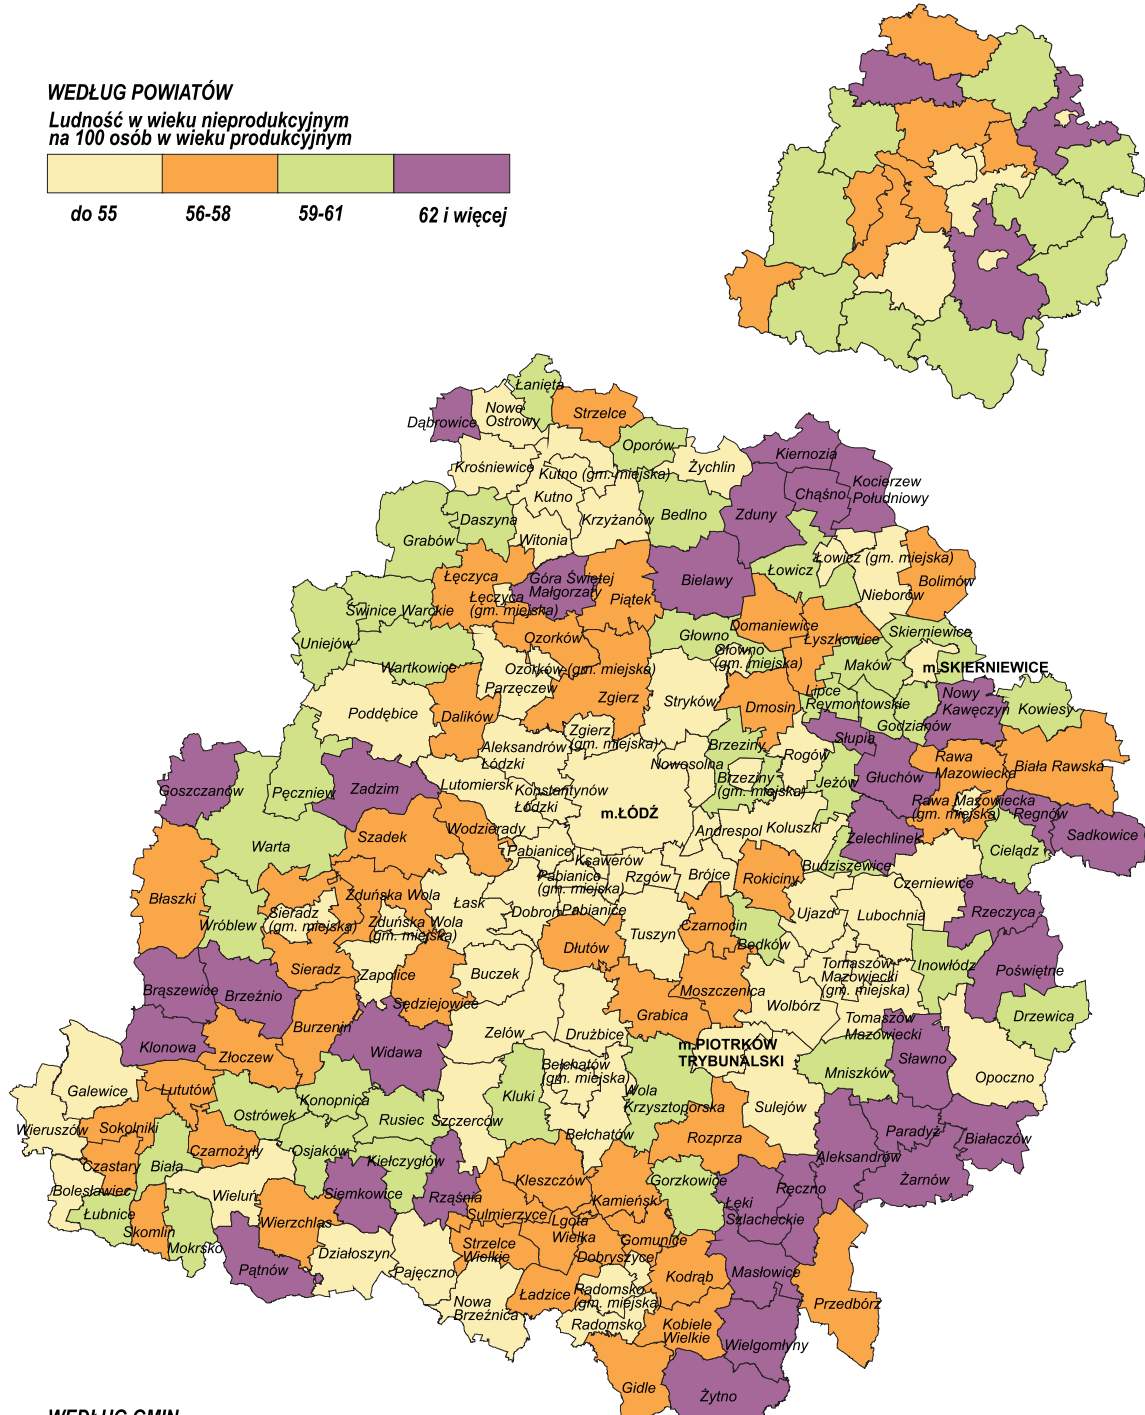 WEDŁUG POWIATÓW
Ludność w wieku nieprodukcyjnym
na 100 osób w wieku produkcyjnym
do 55
56-58
59-61
62 i więcej
Łanięta
Dąbrowice
Nowe
Ostrowy
Strzelce
Oporów
Krośniewice
Kutno (gm. miejska)
Żychlin
Kiernozia
Kutno
Chąśno
Kocierzew
Południowy
Daszyna
Krzyżanów
Bedlno
Zduny
Grabów
Witonia
Łowicz (gm. miejska)
Łęczyca
Góra Świętej
Małgorzaty
Bielawy
Łowicz
Bolimów
Łęczyca
(gm. miejska)
Piątek
Nieborów
Świnice Warckie
Uniejów
Ozorków
Głowno
Domaniewice
Łyszkowice
Skierniewice
Wartkowice
Ozorków (gm. miejska)
Głowno
(gm. miejska)
Maków
m.SKIERNIEWICE
Parzęczew
Zgierz
Stryków
Dmosin
Lipce
Reymontowskie
Nowy
Kawęczyn
Kowiesy
Poddębice
Dalików
Godzianów
Aleksandrów
Łódzki
Zgierz
(gm. miejska)
Brzeziny
Rogów
Słupia
Rawa
Mazowiecka
Biała Rawska
Nowosolna
Goszczanów
Pęczniew
Zadzim
Lutomiersk
Konstantynów
Łódzki
Brzeziny
(gm. miejska)
Jeżów
Głuchów
Rawa Mazowiecka
(gm. miejska)
Regnów
m.ŁÓDŹ
Szadek
Wodzierady
Andrespol
Koluszki
Żelechlinek
Sadkowice
Warta
Pabianice
Ksawerów
Cielądz
Pabianice
(gm. miejska)
Rzgów
Brójce
Rokiciny
Budziszewice
Czerniewice
Błaszki
Zduńska Wola
Łask
Wróblew
Sieradz
(gm. miejska)
Zduńska Wola
(gm. miejska)
Dobroń
Pabianice
Ujazd
Lubochnia
Rzeczyca
Tuszyn
Czarnocin
Będków
Dłutów
Sieradz
Zapolice
Buczek
Tomaszów
Mazowiecki
(gm. miejska)
Inowłódz
Poświętne
Brąszewice
Brzeźnio
Sędziejowice
Moszczenica
Wolbórz
Burzenin
Grabica
Drzewica
Klonowa
Złoczew
Widawa
Zelów
Drużbice
m.PIOTRKÓW
TRYBUNALSKI
Tomaszów
Mazowiecki
Sławno
Galewice
Bełchatów
(gm. miejska)
Mniszków
Opoczno
Lututów
Konopnica
Kluki
Wola
Krzysztoporska
Sulejów
Wieruszów
Sokolniki
Ostrówek
Rusiec
Szczerców
Bełchatów
Rozprza
Paradyż
Białaczów
Czastary
Biała
Czarnożyły
Osjaków
Kiełczygłów
Aleksandrów
Bolesławiec
Wieluń
Siemkowice
Rząśnia
Kleszczów
Kamieńsk
Gorzkowice
Łęki
Szlacheckie
Ręczno
Żarnów
Łubnice
Skomlin
Wierzchlas
Sulmierzyce
Lgota
Wielka
Mokrsko
Działoszyn
Strzelce
Wielkie
Dobryszyce
Gomunice
Pątnów
Pajęczno
Kodrąb
Masłowice
Nowa
Brzeźnica
Ładzice
Radomsko
(gm. miejska)
Przedbórz
Radomsko
Kobiele
Wielkie
Wielgomłyny
Gidle
Żytno
WEDŁUG GMIN